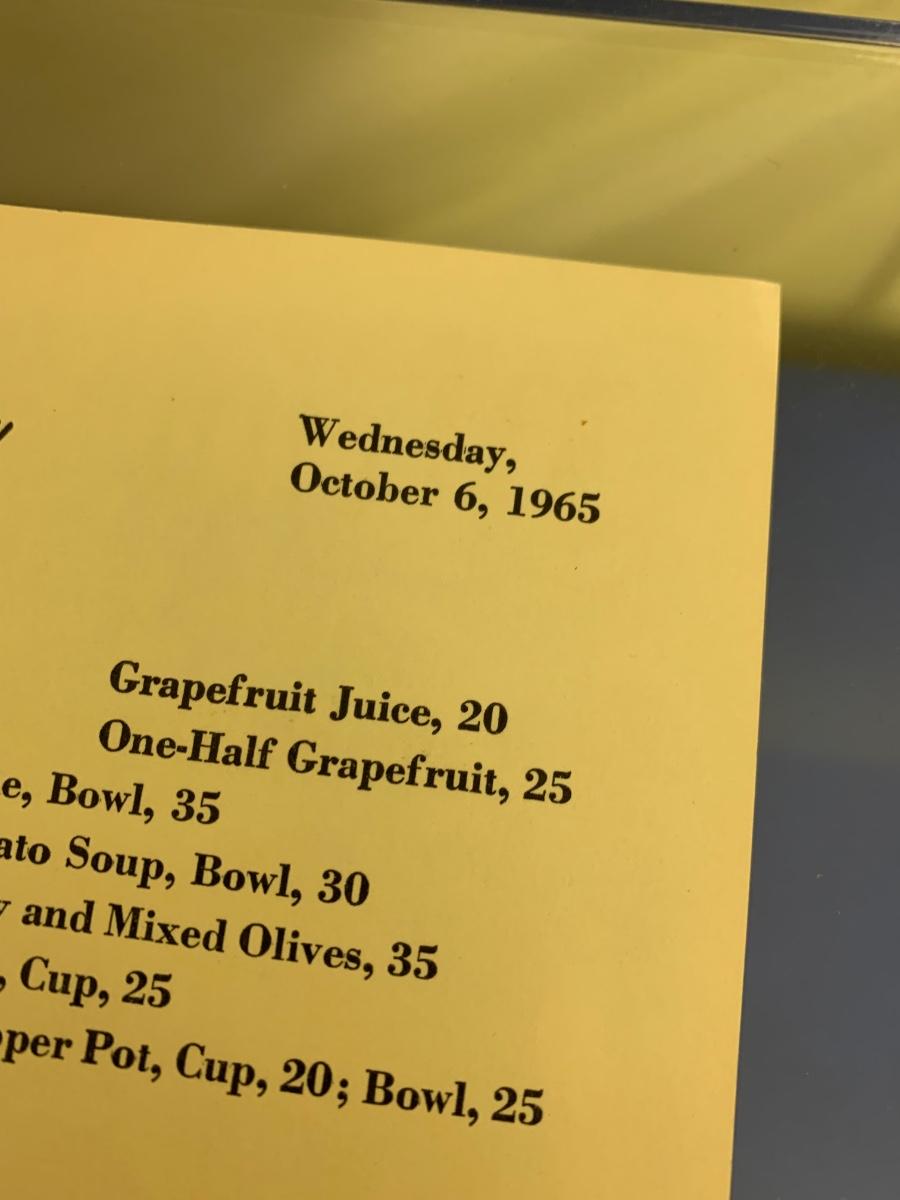 Wednesday,
October 6, 1965
Grapefruit Juice, 20
One-Half Grapefruit, 25
e, Bowl, 35
ato Soup, Bowl, 30
and Mixed Olives, 35
, Cup, 25
pper Pot, Cup, 20; Bowl, 25